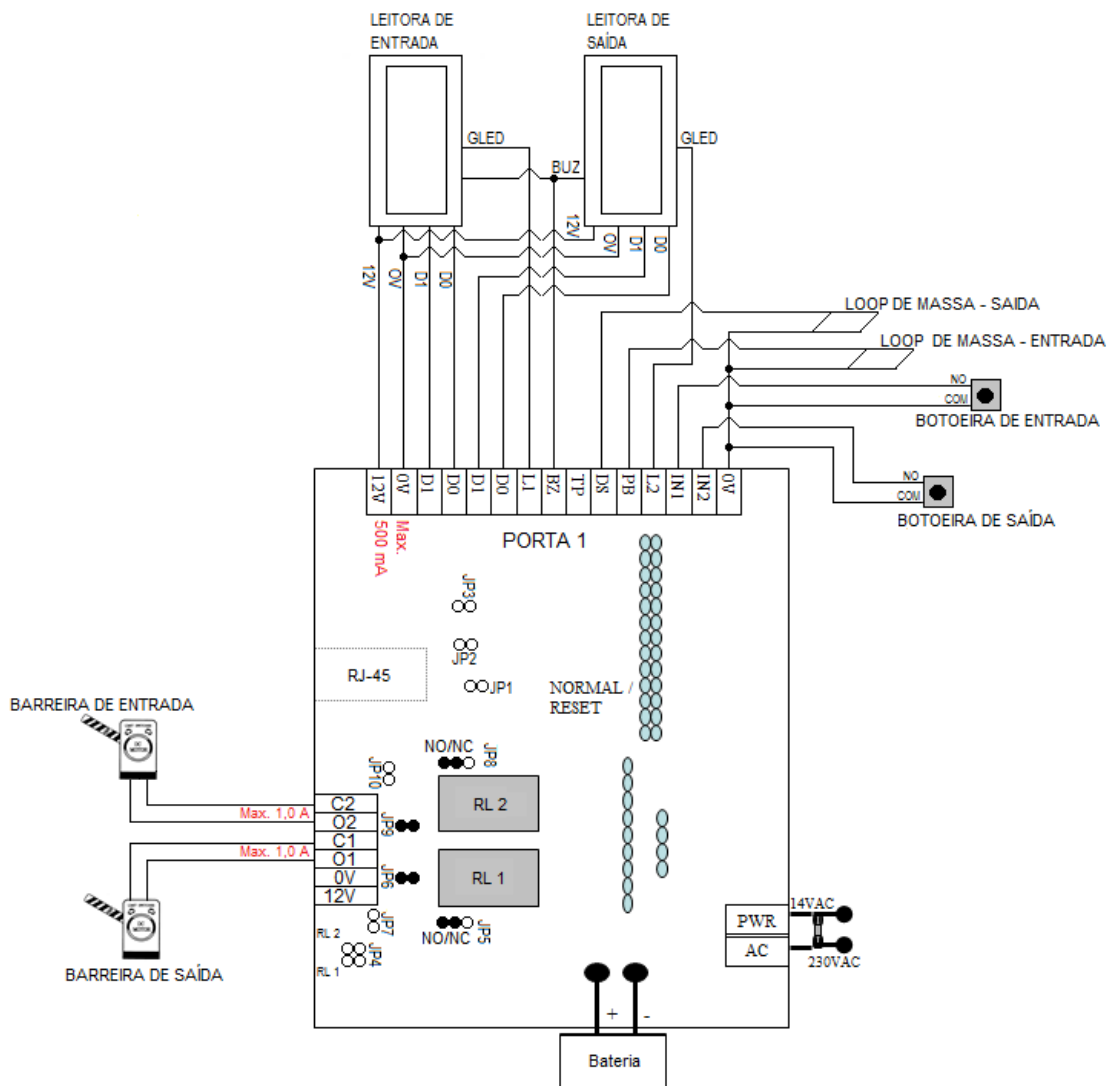 LEITORA DE
ENTRADA
LEITORA DE
SAÍDA
GLED
GLED
BUZ
12V
0V
D1
D0
12V
0V
D1
D0
LOOP DE MASSA - SAIDA
LOOP DE MASSA - ENTRADA
NO
COM
BOTOEIRA DE ENTRADA
NO
COM
BOTOEIRA DE SAÍDA
12V
0V
D1
D0
D1
D0
L1
BZ
TP
DS
PB
L2
IN1
IN2
0V
Max.
500 mA
PORTA 1
JP3
JP2
JP1
RJ-45
NORMAL /
RESET
BARREIRA DE ENTRADA
DC
MOTOR
NO/NC
JP8
JP10
RL 2
Max. 1,0 A
C2
O2
JP9
Max. 1,0 A
C1
O1
0V
12V
JP6
RL 1
DC
MOTOR
BARREIRA DE SAÍDA
JP7
RL 2
RL 1
JP4
NO/NC
JP5
PWR
AC
14VAC
230VAC
+
-
Bateria